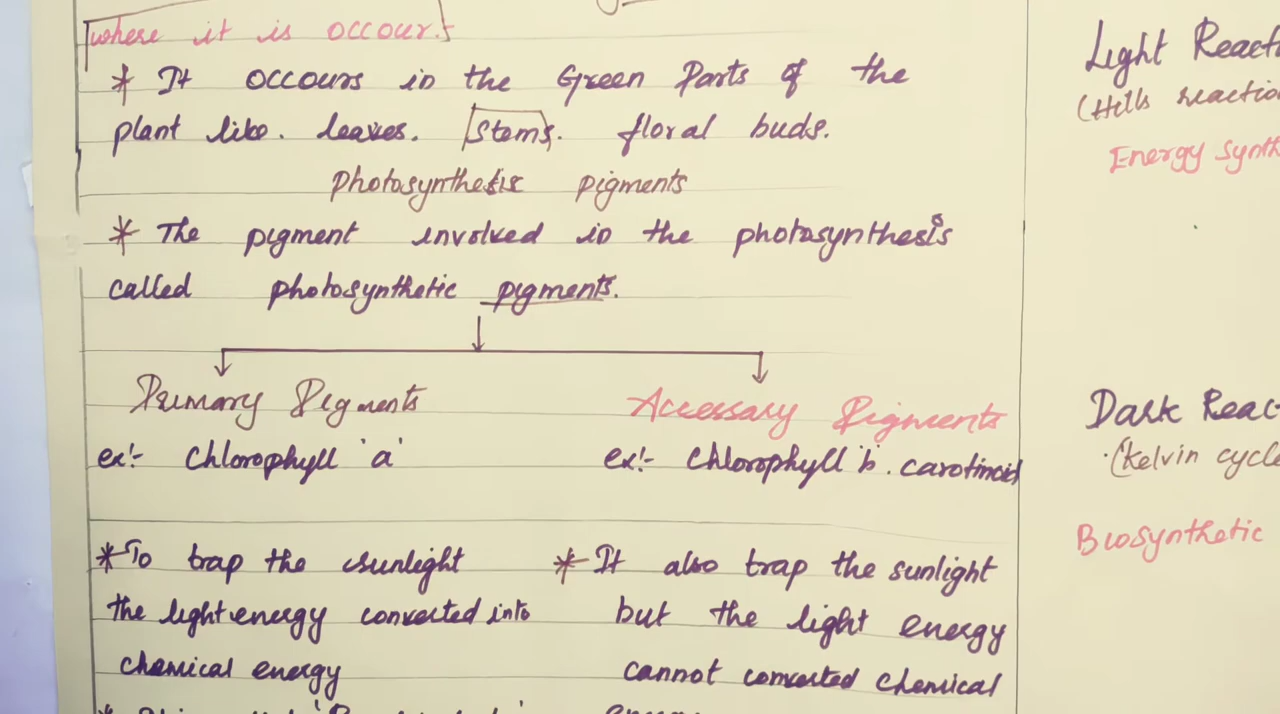 where it is occours
* It occours in the Green Parts of the
plant like. leaves. stems. floral buds.
Photosynthetic pigments
* The pigment involved in the photosynthesis
called photosynthetic pigments.
Primary Pigments
ex:- Chlorophyll 'a'
* To trap the sunlight
the light energy converted into
chemical energy
Accessary Pigments
ex:- Chlorophyll 'b'. carotinoid
* It also trap the sunlight
but the light energy
cannot converted chemical
Light Reac
(Hills reaction
Energy synth
Dark Reac
(Kelvin cycle
Biosynthetic